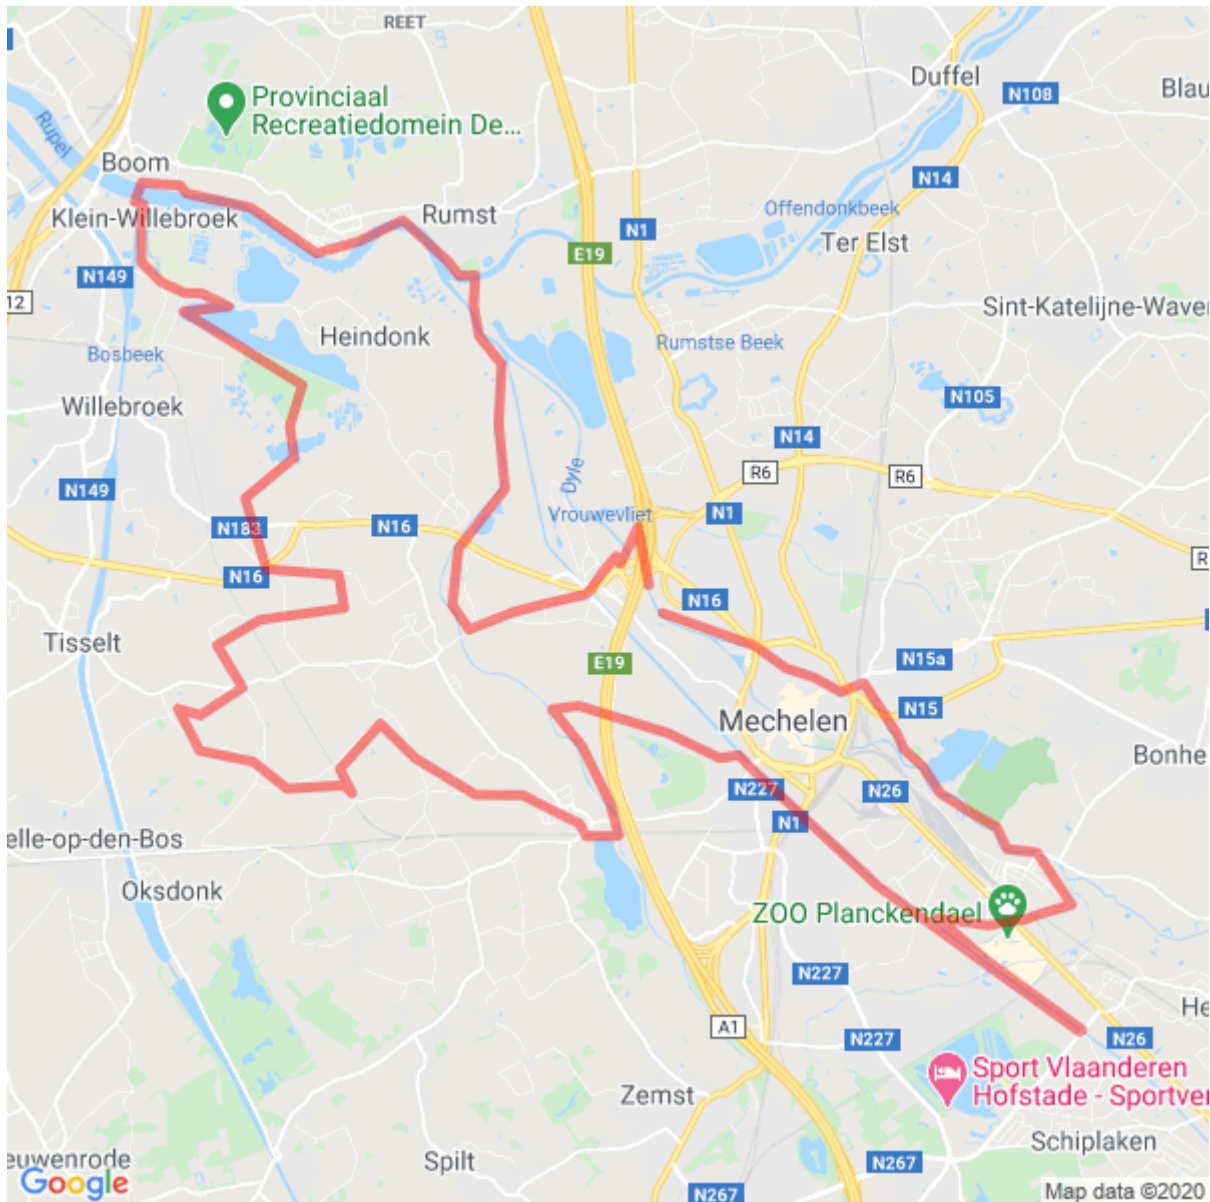 REET
Duffel
N108
Blau
Provinciaal
Recreatiedomein De...
Rupel
Boom
N14
Klein-Willebroek
Rumst
Offendonkbeek
N1
Ter Elst
E19
N149
12
Sint-Katelijne-Waver
Heindonk
Rumstse Beek
Bosbeek
N105
Willebroek
N14
R6
R6
Dyle
N149
Vrouwevliet
N1
N183
N16
R
N16
N16
Tisselt
E19
N15a
N15
Mechelen
Bonhe
N227
N26
N1
elle-op-den-Bos
Oksdonk
ZOO Planckendael
N227
He
A1
N227
N26
Sport Vlaanderen
Hofstade - Sportver
Zemst
Schiplaken
euwenrode
Spilt
N267
Google
N267
Map data ©2020